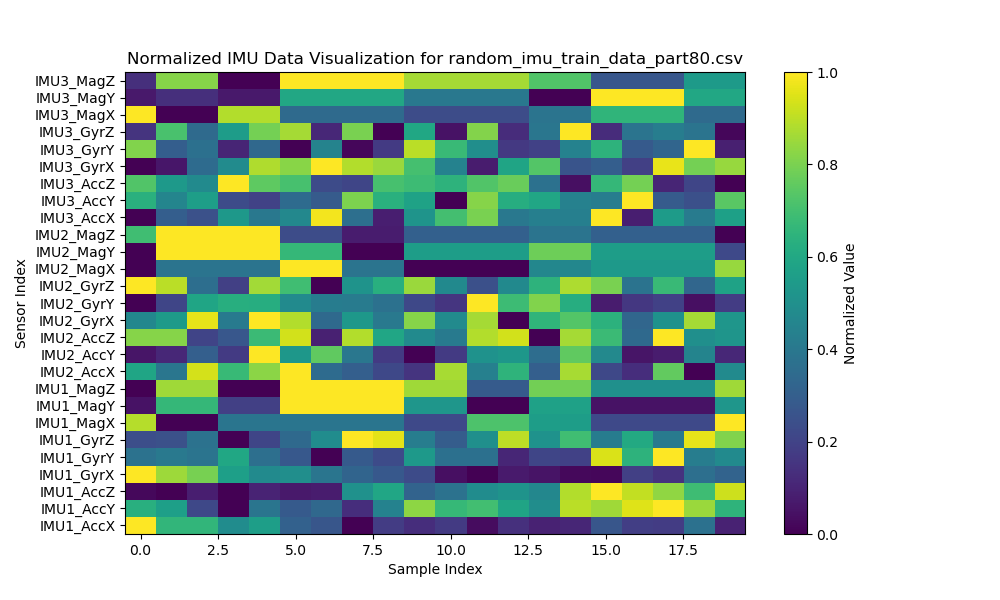 Normalized IMU Data Visualization for random_imu_train_data_part80.csv
IMU3_MagZ
IMU3_MagY
IMU3_MagX
IMU3_GyrZ
IMU3_GyrY
IMU3_GyrX
IMU3_AccZ
IMU3_AccY
IMU3_AccX
IMU2_MagZ
IMU2_MagY
IMU2_MagX
IMU2_GyrZ
IMU2_GyrY
IMU2_GyrX
IMU2_AccZ
IMU2_AccY
IMU2_AccX
IMU1_MagZ
IMU1_MagY
IMU1_MagX
IMU1_GyrZ
IMU1_GyrY
IMU1_GyrX
IMU1_AccZ
IMU1_AccY
IMU1_AccX
Sensor Index
0.0 2.5 5.0 7.5 10.0 12.5 15.0 17.5
Sample Index
1.0
0.8
0.6
0.4
0.2
0.0
Normalized Value